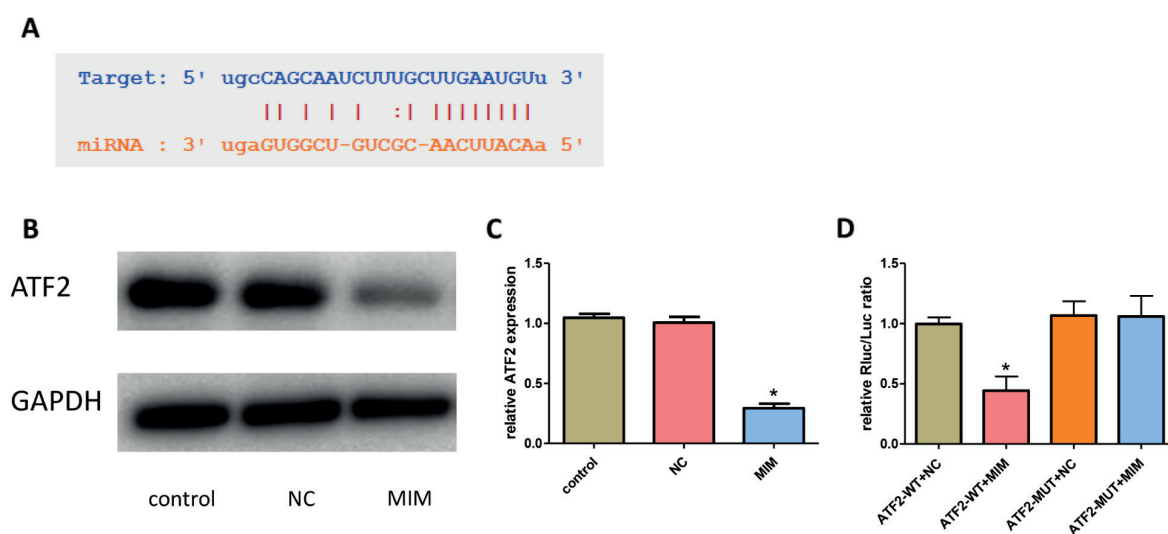 A
Target: 5' ugcCAGCAAUCUUUGCUUGAAUGUu 3'
|| | | | :| ||||||||
miRNA : 3' ugaGUGGCU-GUCGC-AACUUACAa 5'
B
ATF2
GAPDH
control NC MIM
C
relative ATF2 expression
1.5
1.0
0.5
0.0
*
control
NC
MIM
D
relative Rluc/Luc ratio
1.5
1.0
0.5
0.0
*
ATF2-WT+NC
ATF2-WT+MIM
ATF2-MUT+NC
ATF2-MUT+MIM